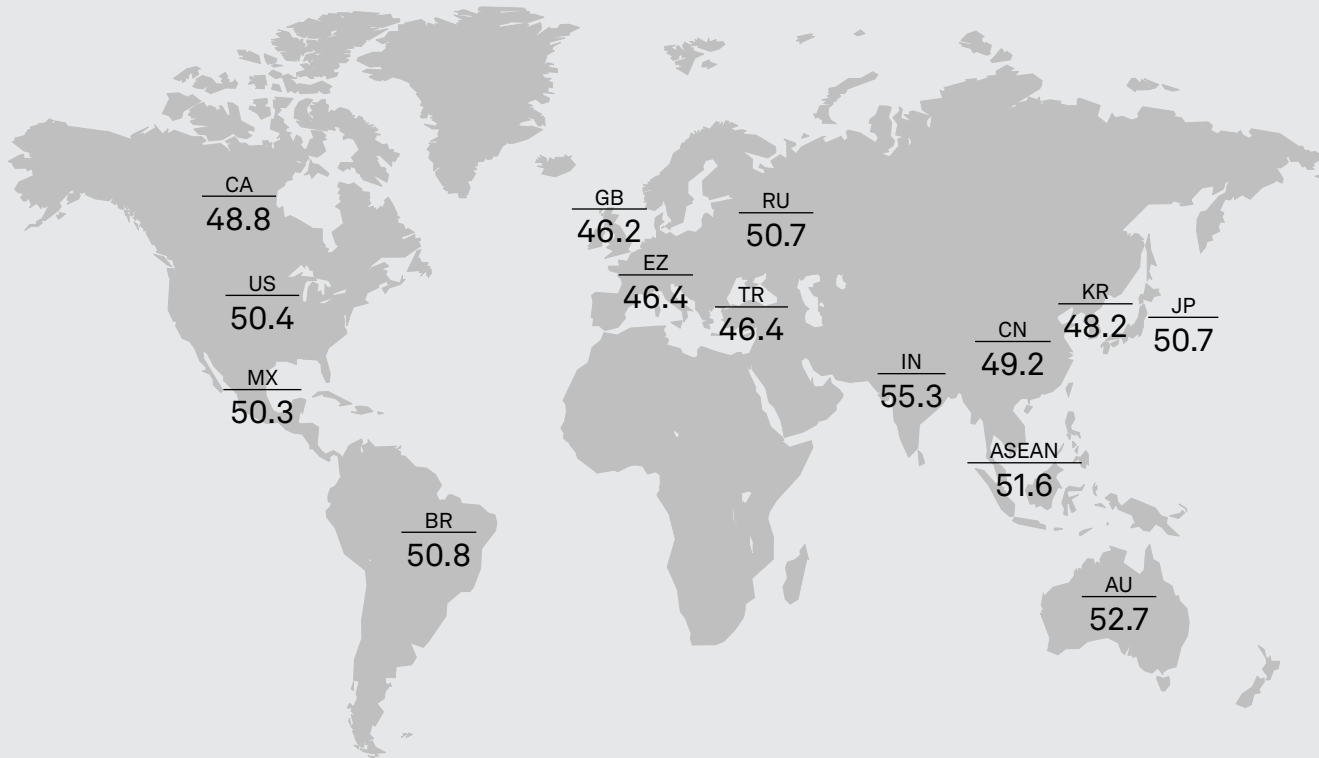 CA
48.8
GB
46.2
RU
50.7
EZ
46.4
US
50.4
TR
46.4
KR
48.2
JP
50.7
CN
49.2
IN
55.3
MX
50.3
ASEAN
51.6
BR
50.8
AU
52.7